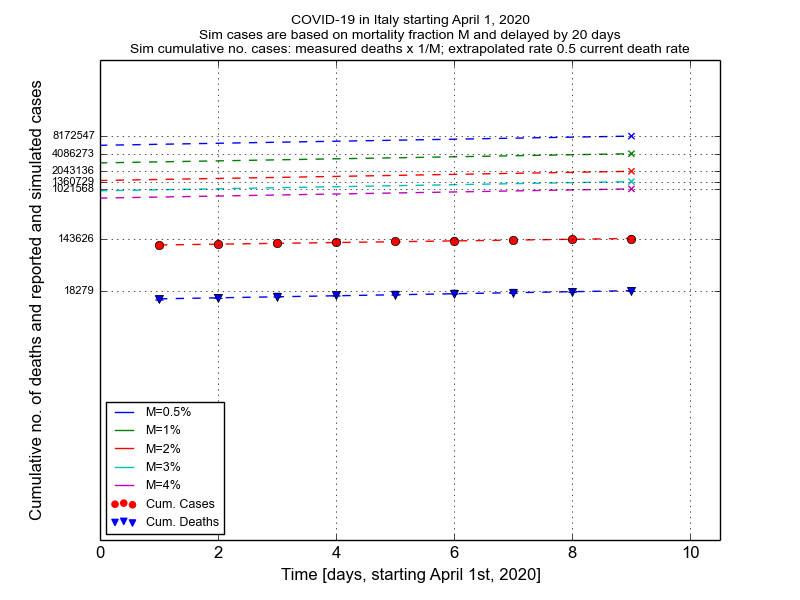 COVID-19 in Italy starting April 1, 2020
Sim cases are based on mortality fraction M and delayed by 20 days
Sim cumulative no. cases: measured deaths x 1/M; extrapolated rate 0.5 current death rate
Cumulative no. of deaths and reported and simulated cases
8172547
4086273
2043136
1360729
1021568
143626
18279
M=0.5%
M=1%
M=2%
M=3%
M=4%
Cum. Cases
Cum. Deaths
0 2 4 6 8 10
Time [days, starting April 1st, 2020]